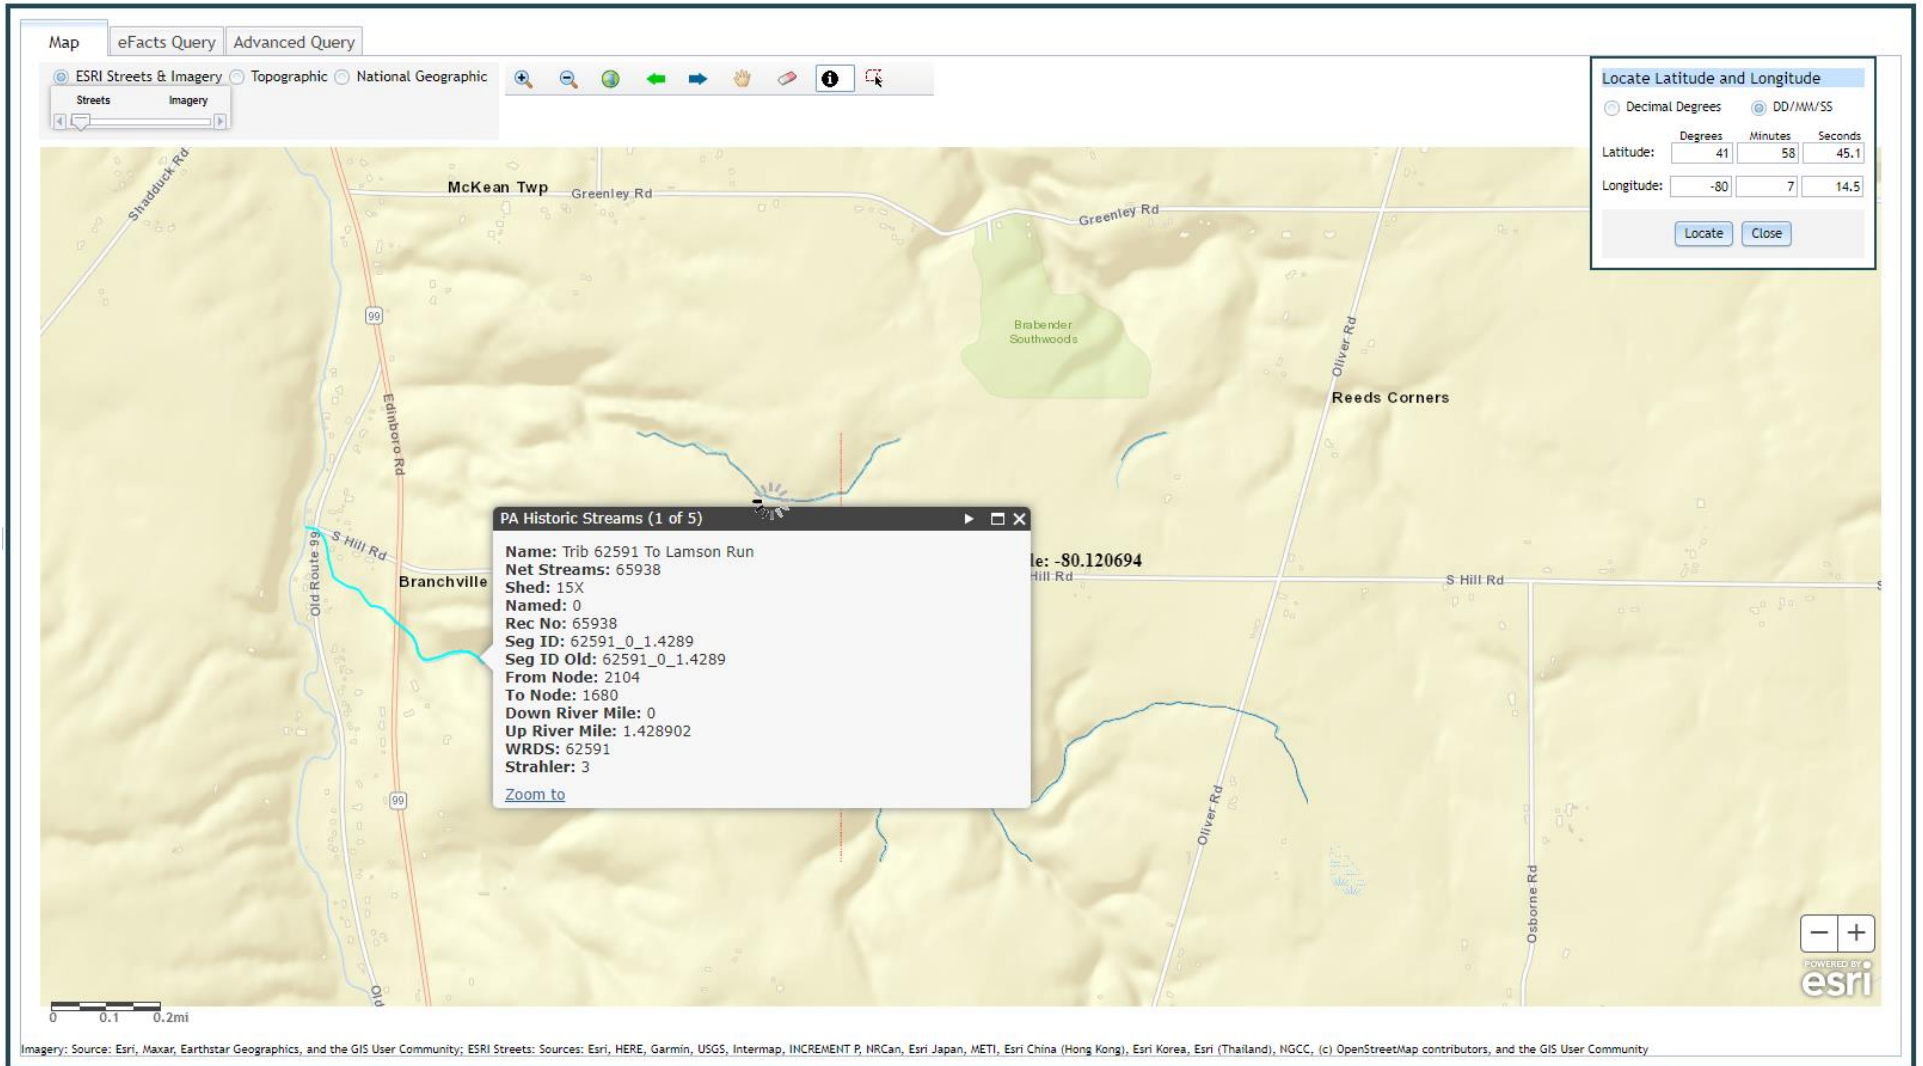 Map eFacts Query Advanced Query
ESRI Streets & Imagery Topographic National Geographic
Streets Imagery
Locate Latitude and Longitude
Decimal Degrees DD/MM/SS
Degrees Minutes Seconds
Latitude: 41 58 45.1
Longitude: -80 7 14.5
Locate Close
Shadduck Rd
McKean Twp
Greenley Rd
Greenley Rd
99
Brabender
Southwoods
Oliver Rd
Reeds Corners
Edinboro Rd
S Hill Rd
Old Route 99
Branchville
PA Historic Streams (1 of 5)
Name: Trib 62591 To Lamson Run
Net Streams: 65938
Shed: 15X
Named: 0
Rec No: 65938
Seg ID: 62591_0_1.4289
Seg ID Old: 62591_0_1.4289
From Node: 2104
To Node: 1680
Down River Mile: 0
Up River Mile: 1.428902
WRDS: 62591
Strahler: 3
Zoom to
le: -80.120694
Hill Rd
S Hill Rd
S
99
Oliver Rd
Osborne Rd
Old
POWERED BY
esri
0 0.1 0.2mi
Imagery: Source: Esri, Maxar, Earthstar Geographics, and the GIS User Community; ESRI Streets: Sources: Esri, HERE, Garmin, USGS, Intermap, INCREMENT P, NRCan, Esri Japan, METI, Esri China (Hong Kong), Esri Korea, Esri (Thailand), NGCC, (c) OpenStreetMap contributors, and the GIS User Community